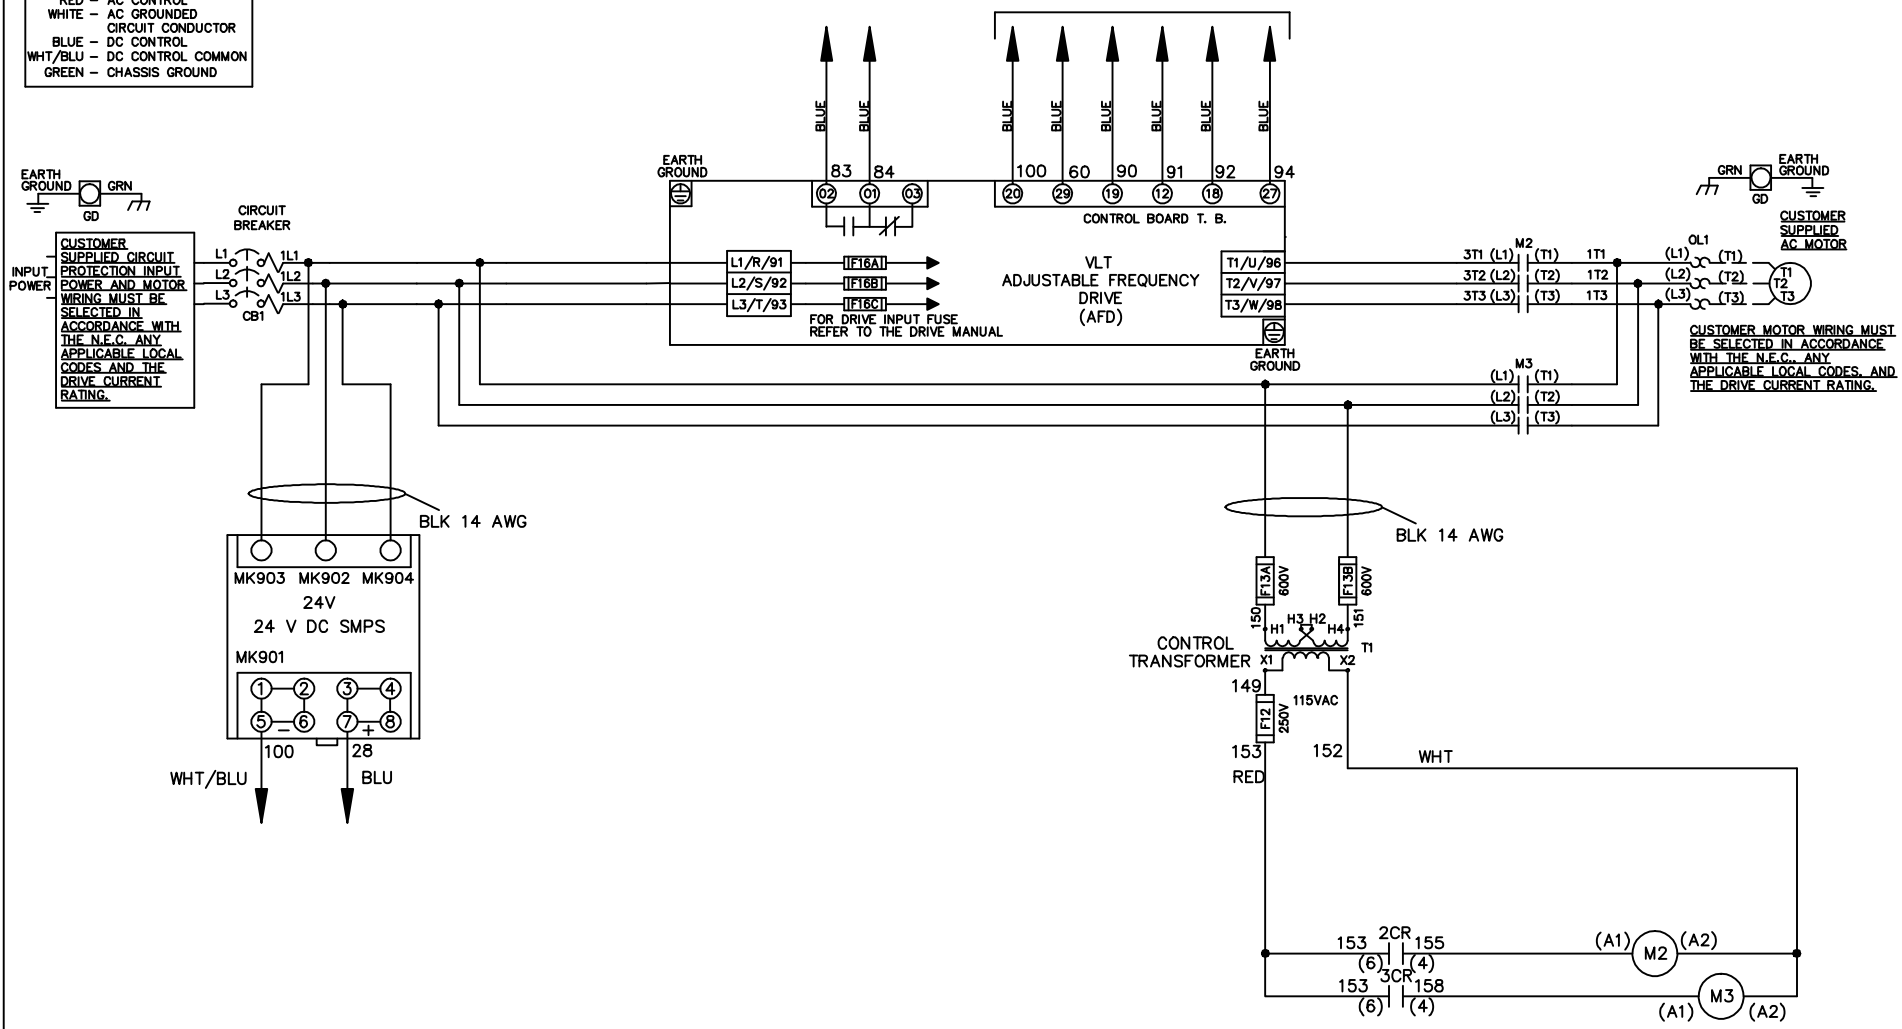 RED – AC CONTROL
WHITE – AC GROUNDED
CIRCUIT CONDUCTOR
BLUE – DC CONTROL
WHT/BLU – DC CONTROL COMMON
GREEN – CHASSIS GROUND
BLUE
BLUE
BLUE
BLUE
BLUE
BLUE
BLUE
BLUE
EARTH
GROUND
GRN
GD
CIRCUIT
BREAKER
INPUT
POWER
CUSTOMER
SUPPLIED CIRCUIT
PROTECTION INPUT
POWER AND MOTOR
WIRING MUST BE
SELECTED IN
ACCORDANCE WITH
THE N.E.C. ANY
APPLICABLE LOCAL
CODES AND THE
DRIVE CURRENT
RATING.
L1 1L1
L2 1L2
L3 1L3
CB1
EARTH
GROUND
83 84
02 01 03
100 60 90 91 92 94
20 29 19 12 18 27
CONTROL BOARD T. B.
L1/R/91
L2/S/92
L3/T/93
F16A
F16B
F16C
FOR DRIVE INPUT FUSE
REFER TO THE DRIVE MANUAL
VLT
ADJUSTABLE FREQUENCY
DRIVE
(AFD)
T1/U/96
T2/V/97
T3/W/98
EARTH
GROUND
M2
3T1 (L1) (T1) 1T1
3T2 (L2) (T2) 1T2
3T3 (L3) (T3) 1T3
OL1
(L1) (T1)
(L2) (T2)
(L3) (T3)
T1
T2
T3
GRN
EARTH
GROUND
GD
CUSTOMER
SUPPLIED
AC MOTOR
CUSTOMER MOTOR WIRING MUST
BE SELECTED IN ACCORDANCE
WITH THE N.E.C., ANY
APPLICABLE LOCAL CODES, AND
THE DRIVE CURRENT RATING.
M3
(L1) (T1)
(L2) (T2)
(L3) (T3)
BLK 14 AWG
MK903 MK902 MK904
24V
24 V DC SMPS
MK901
1 2 3 4
5 6 7 8
– +
100 28
WHT/BLU BLU
BLK 14 AWG
F13A
600V
F13B
600V
150
151
H1 H3 H2 H4
T1
CONTROL
TRANSFORMER
X1 X2
149
115VAC
F12
250V
153
RED
152
WHT
2CR
153 155
(6) (4)
(A1) M2 (A2)
3CR
153 158
(6) (4)
(A1) M3 (A2)